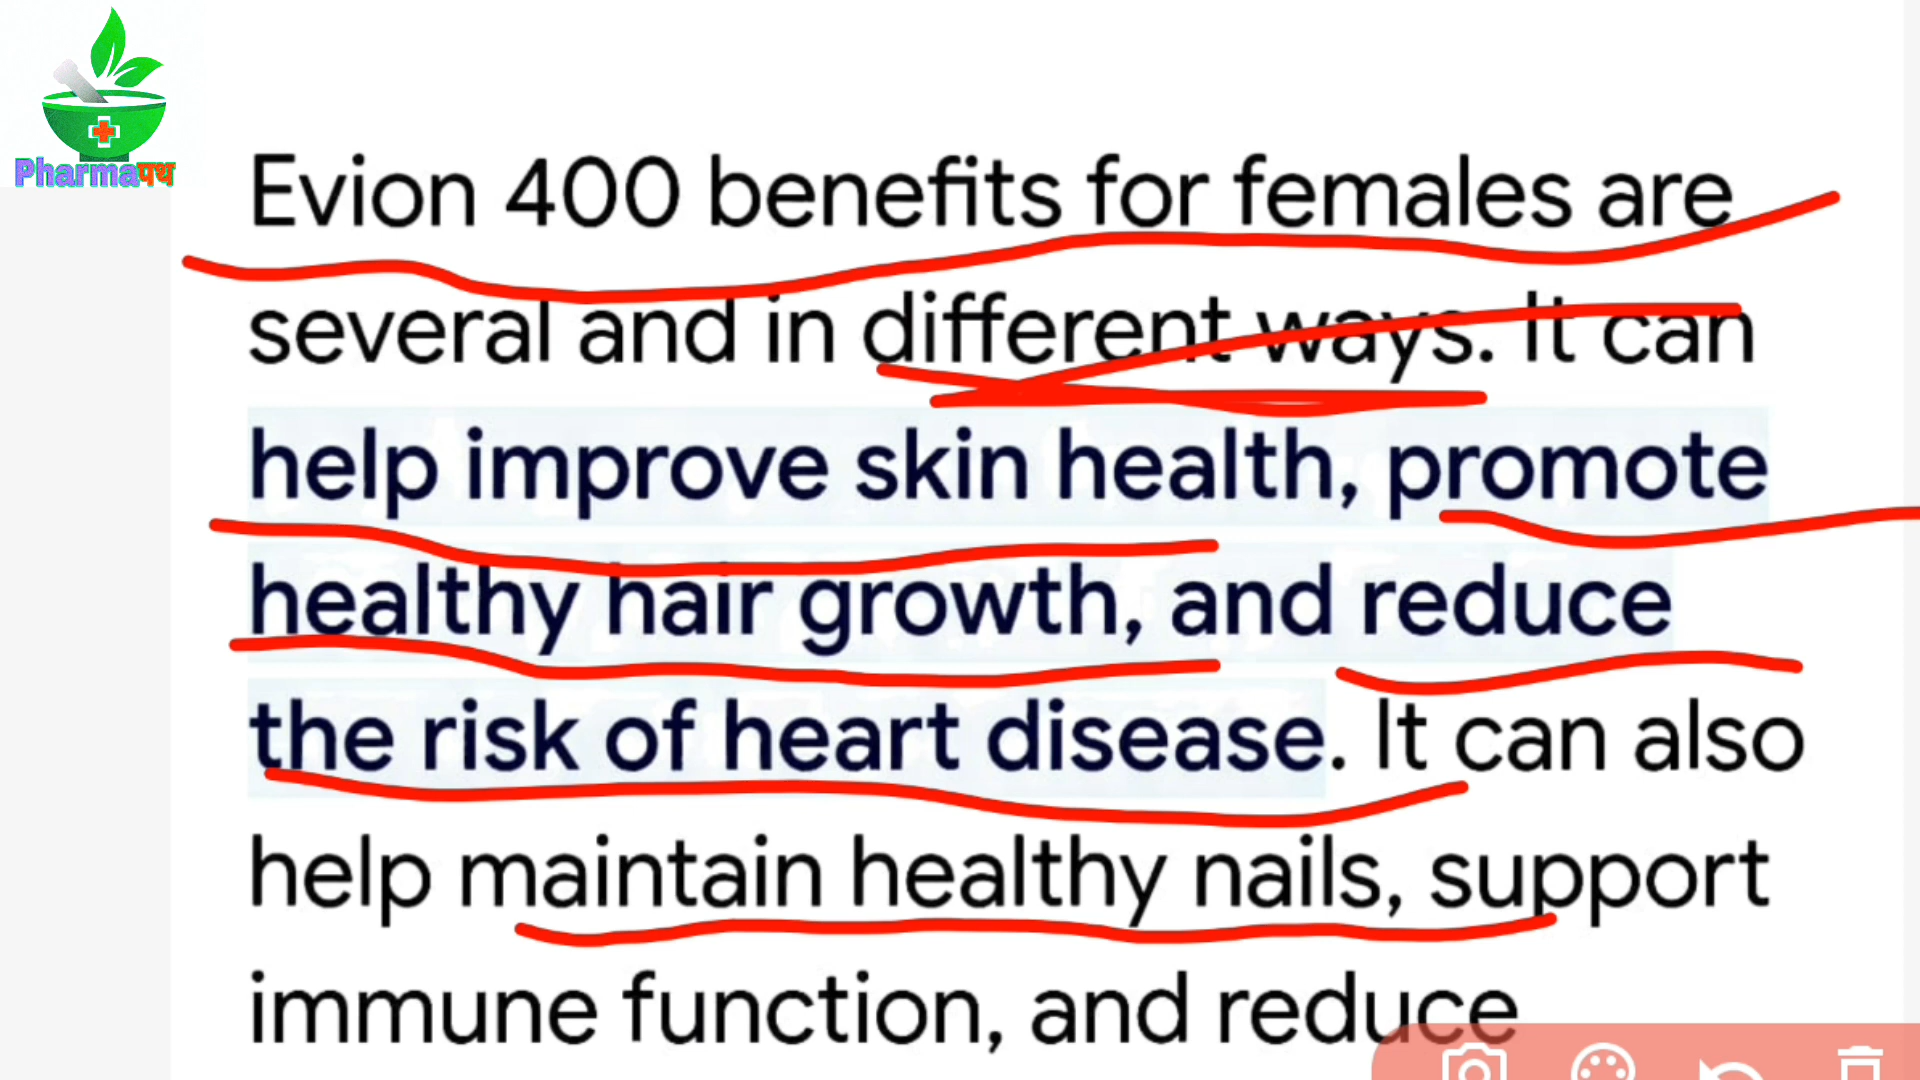 Pharmaपथ
Evion 400 benefits for females are
several and in different ways. It can
help improve skin health, promote
healthy hair growth, and reduce
the risk of heart disease. It can also
help maintain healthy nails, support
immune function, and reduce